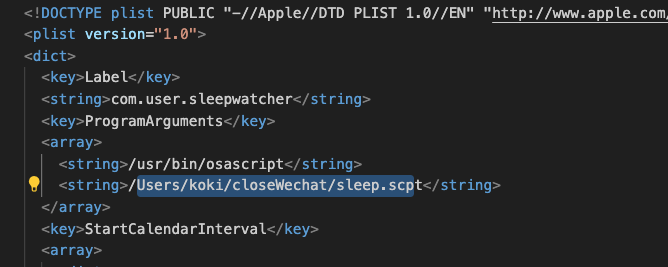 <!DOCTYPE plist PUBLIC "-//Apple//DTD PLIST 1.0//EN" "http://www.apple.com/
<plist version="1.0">
<dict>
<key>Label</key>
<string>com.user.sleepwatcher</string>
<key>ProgramArguments</key>
<array>
<string>/usr/bin/osascript</string>
<string>/Users/koki/closeWechat/sleep.scpt</string>
</array>
<key>StartCalendarInterval</key>
<array>